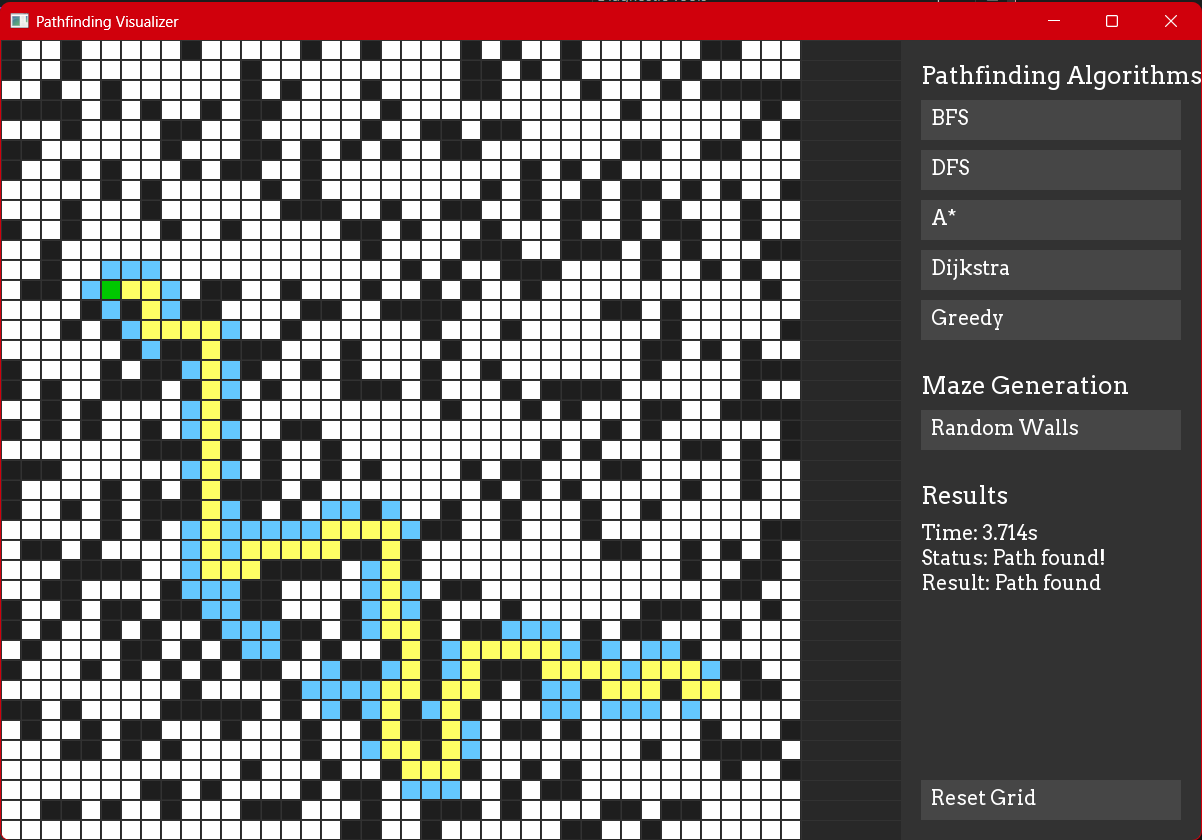 Pathfinding Visualizer
Pathfinding Algorithms
BFS
DFS
A*
Dijkstra
Greedy
Maze Generation
Random Walls
Results
Time: 3.714s
Status: Path found!
Result: Path found
Reset Grid